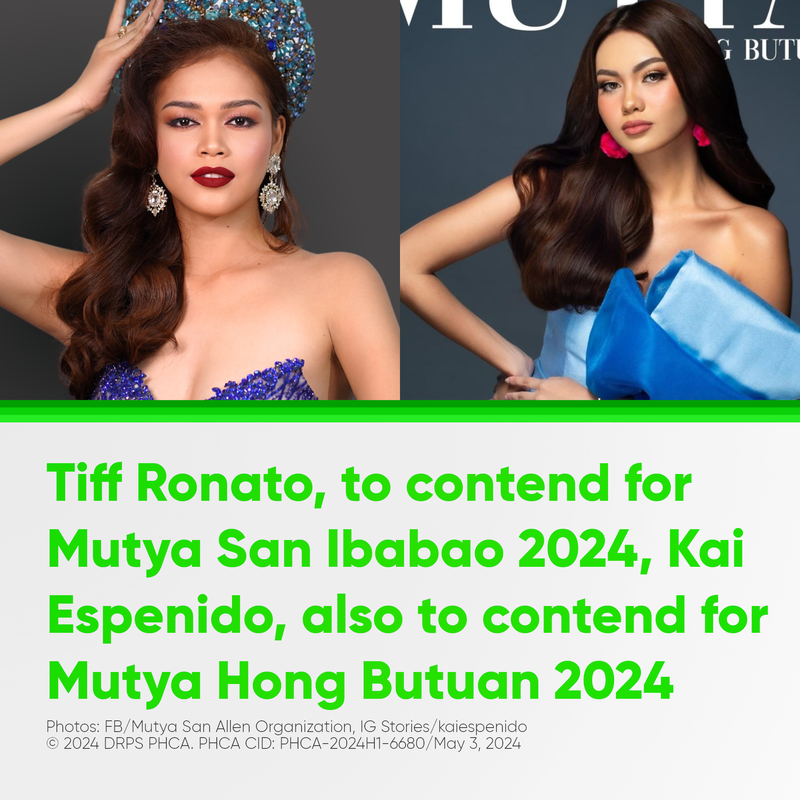 MUTYA
G BUTU
Tiff Ronato, to contend for
Mutya San Ibabao 2024, Kai
Espenido, also to contend for
Mutya Hong Butuan 2024
Photos: FB/Mutya San Allen Organization, IG Stories/kaiespenido
© 2024 DRPS PHCA. PHCA CID: PHCA-2024H1-6680/May 3, 2024